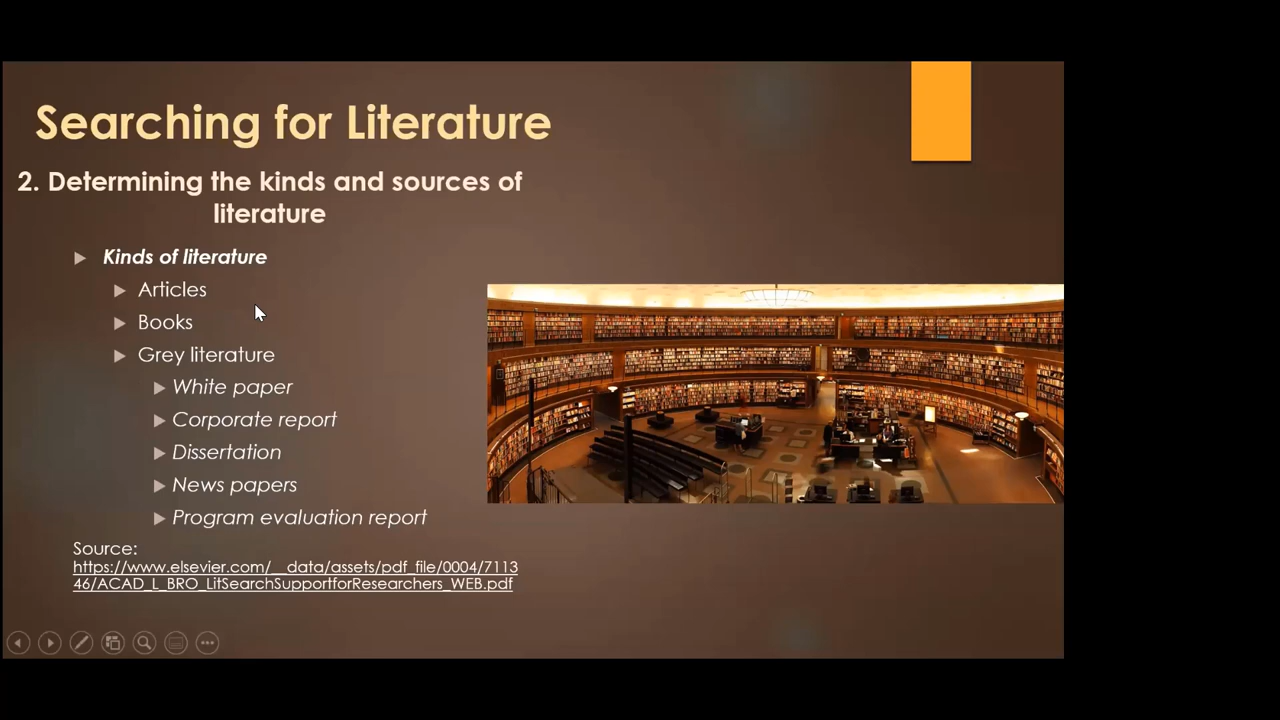 Searching for Literature
2. Determining the kinds and sources of
literature
Kinds of literature
Articles
Books
Grey literature
White paper
Corporate report
Dissertation
News papers
Program evaluation report
Source:
https://www.elsevier.com/__data/assets/pdf_file/0004/7113
46/ACAD_L_BRO_LitSearchSupportforResearchers_WEB.pdf